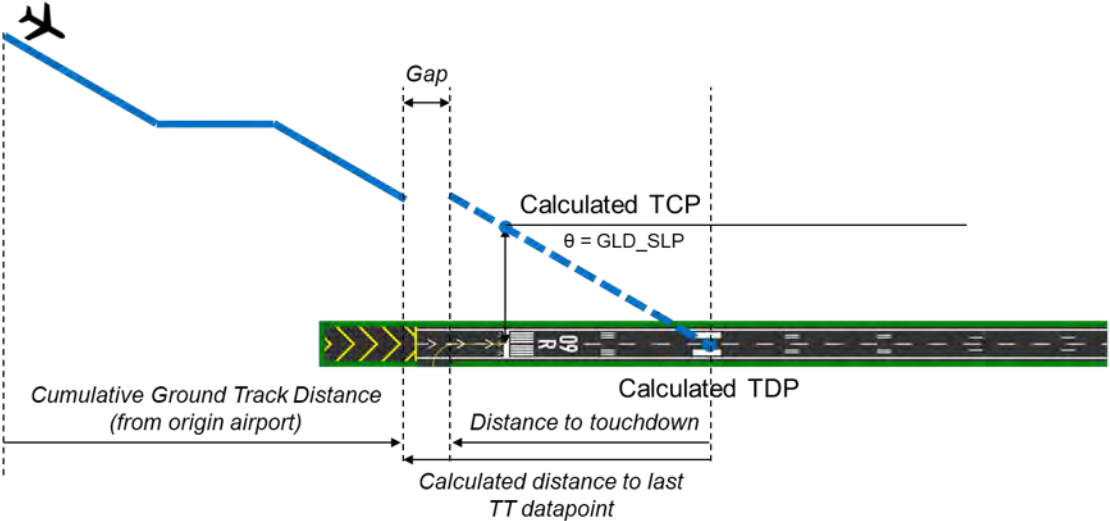 Gap
Calculated TCP
θ = GLD_SLP
09
R
Calculated TDP
Cumulative Ground Track Distance
(from origin airport)
Distance to touchdown
Calculated distance to last
TT datapoint